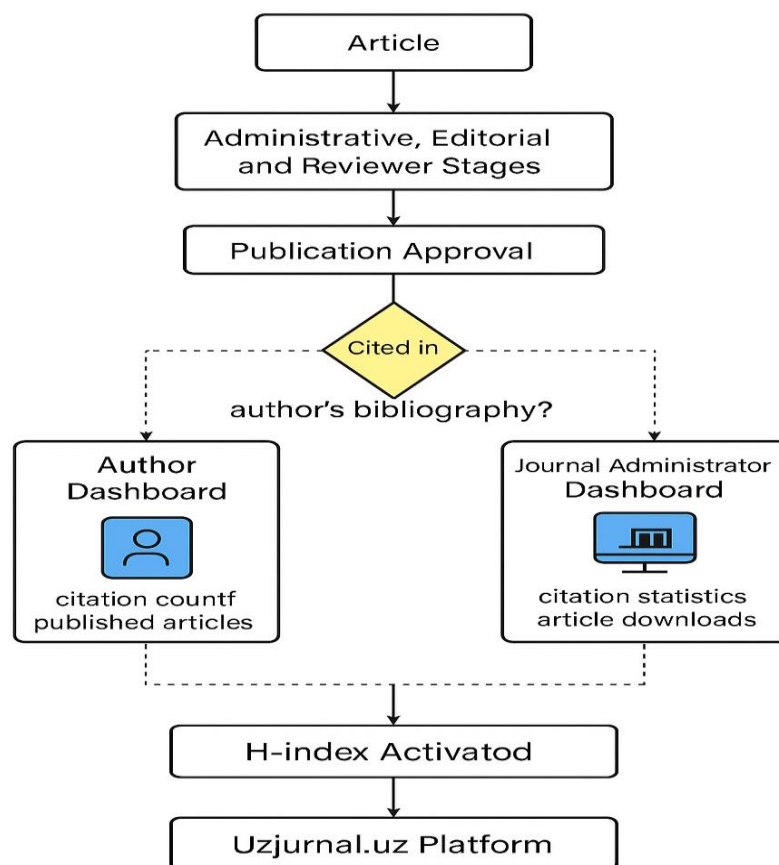 Article
Administrative, Editorial
and Reviewer Stages
Publication Approval
Cited in
author's bibliography?
Author
Dashboard
citation countf
published articles
Journal Administrator
Dashboard
citation statistics
article downloads
H-index Activatod
Uzjurnal.uz Platform